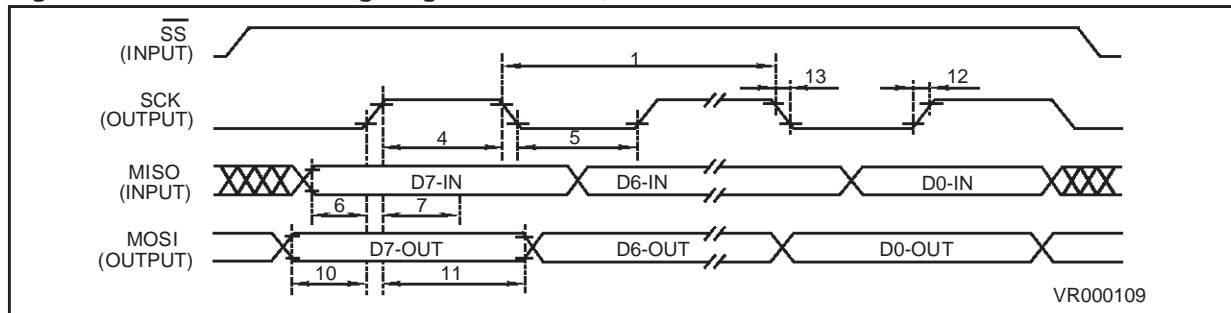 SS
(INPUT)
1
13
12
SCK
(OUTPUT)
4
5
MISO
(INPUT)
D7-IN
D6-IN
D0-IN
6
7
MOSI
(OUTPUT)
D7-OUT
D6-OUT
D0-OUT
10
11
VR000109